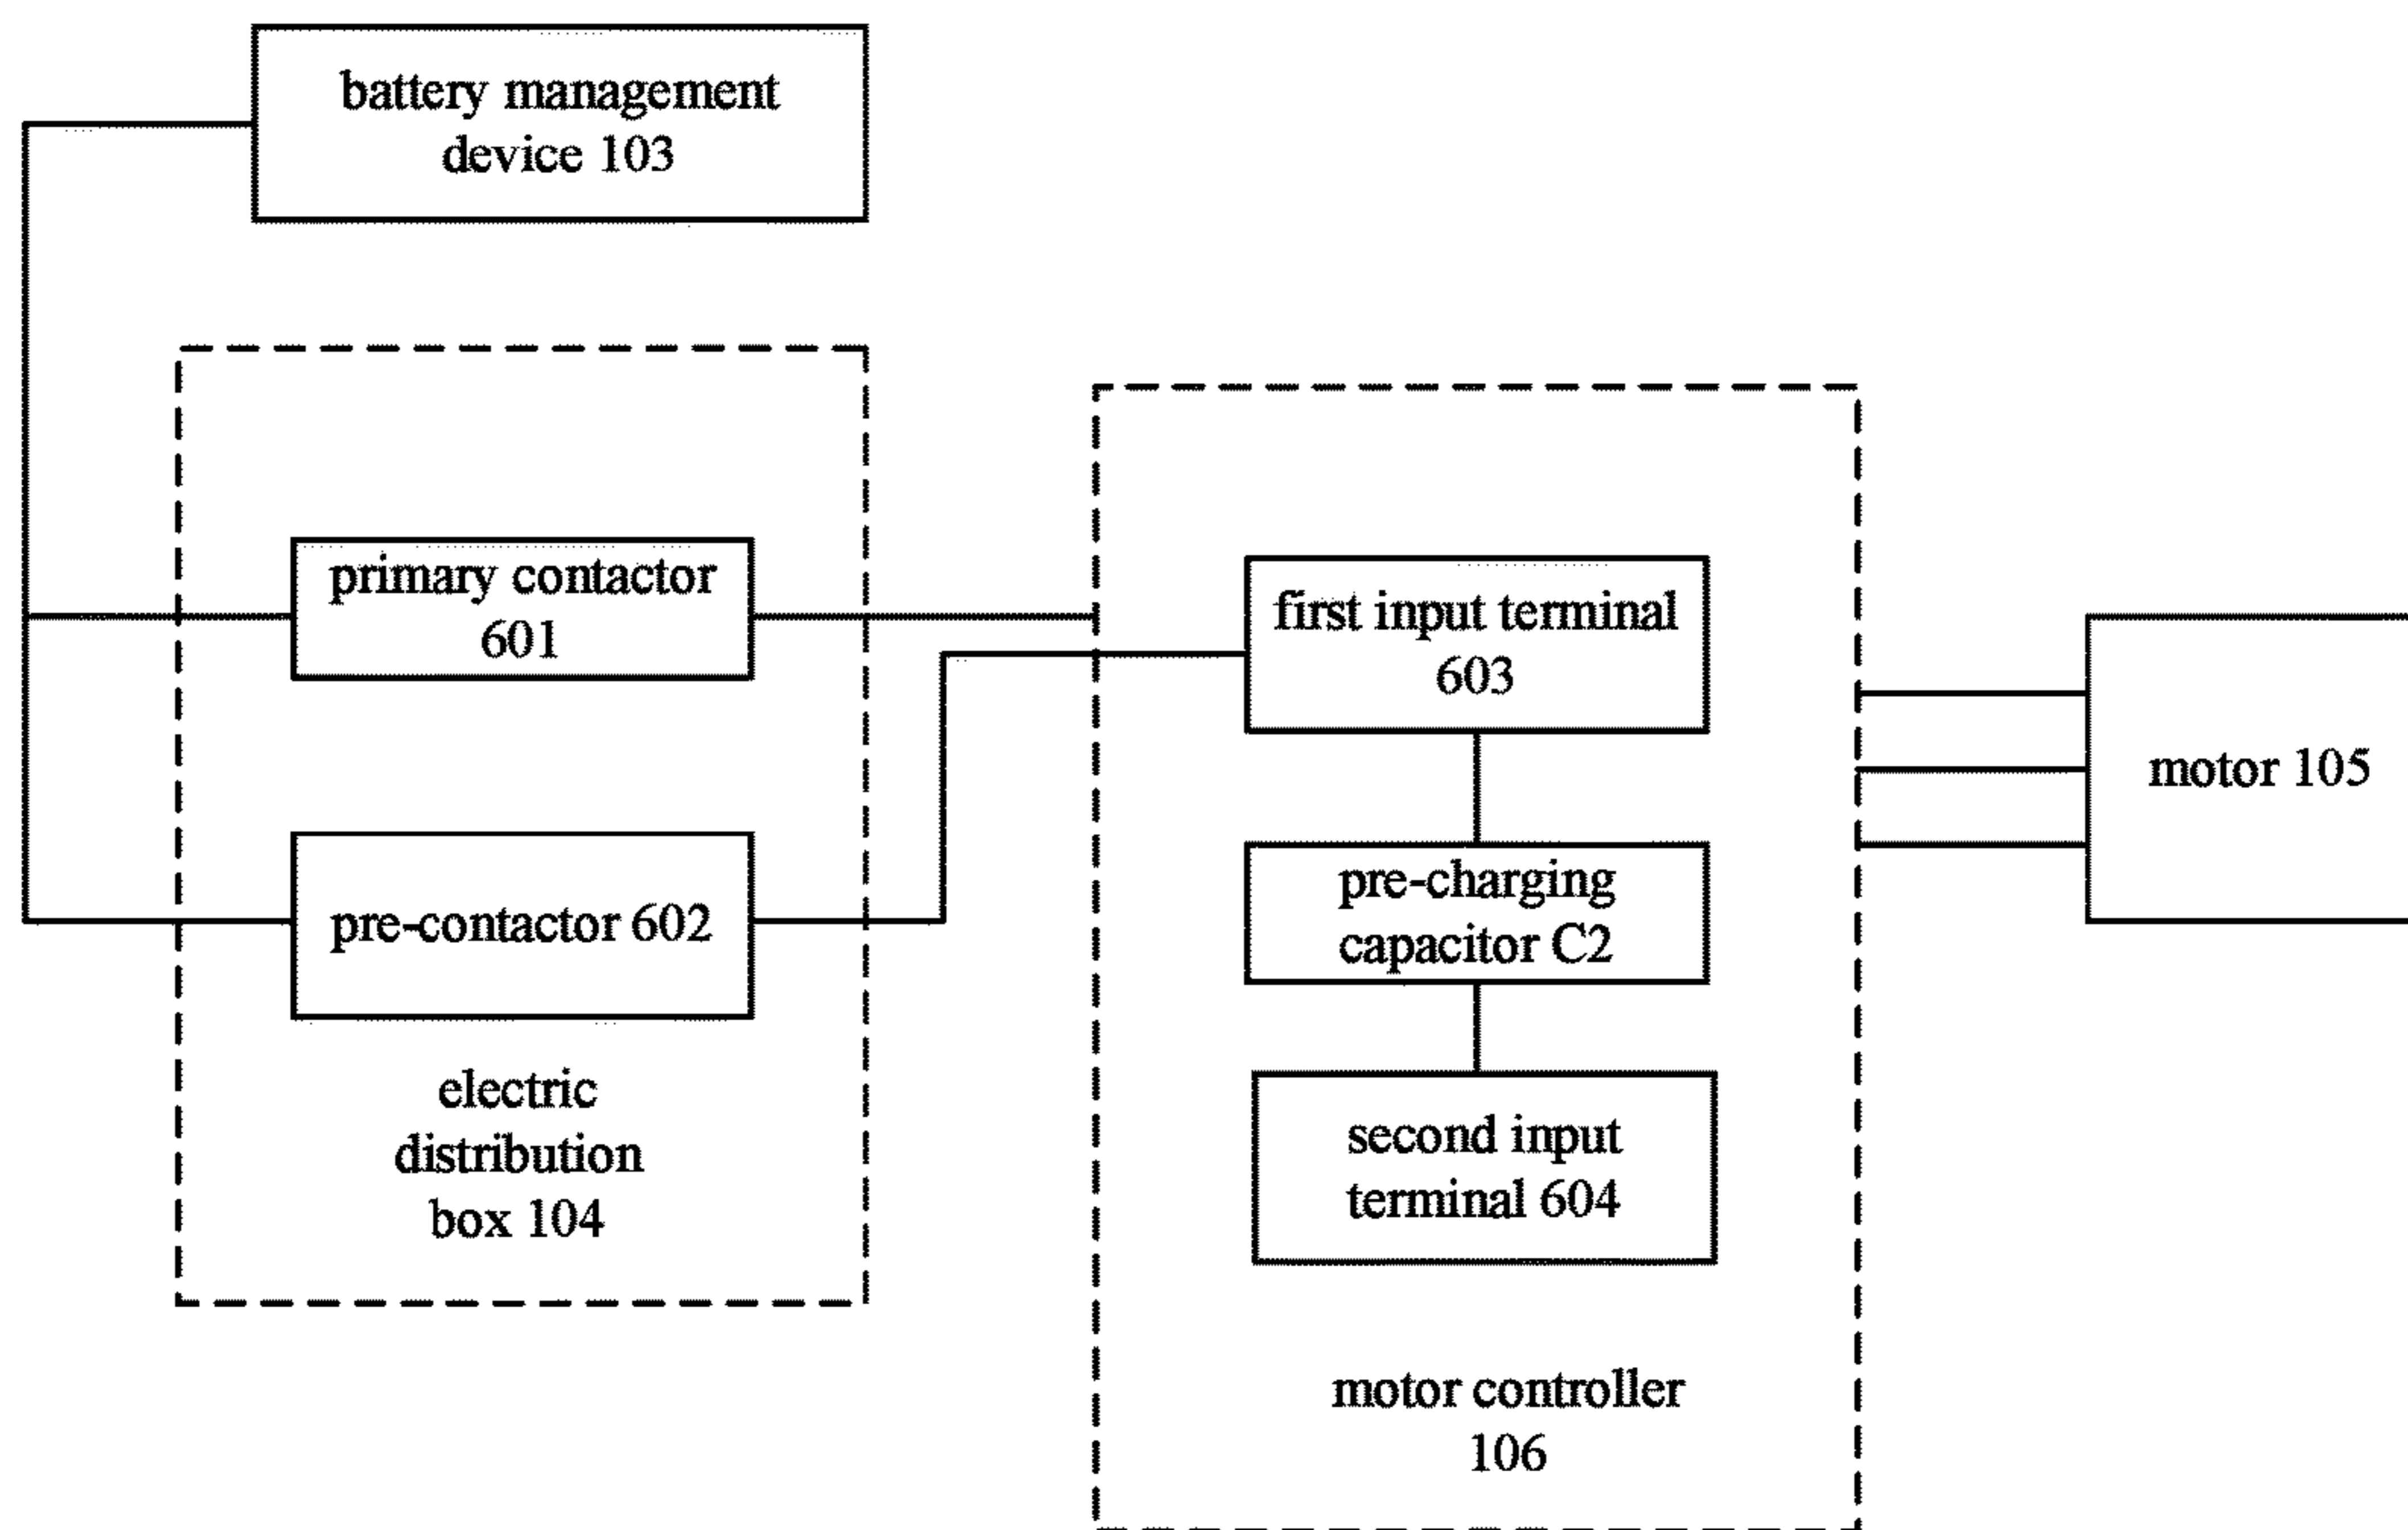 battery management
device 103
primary contactor
601
pre-contactor 602
electric
distribution
box 104
first input terminal
603
pre-charging
capacitor C2
second input
terminal 604
motor controller
106
motor 105